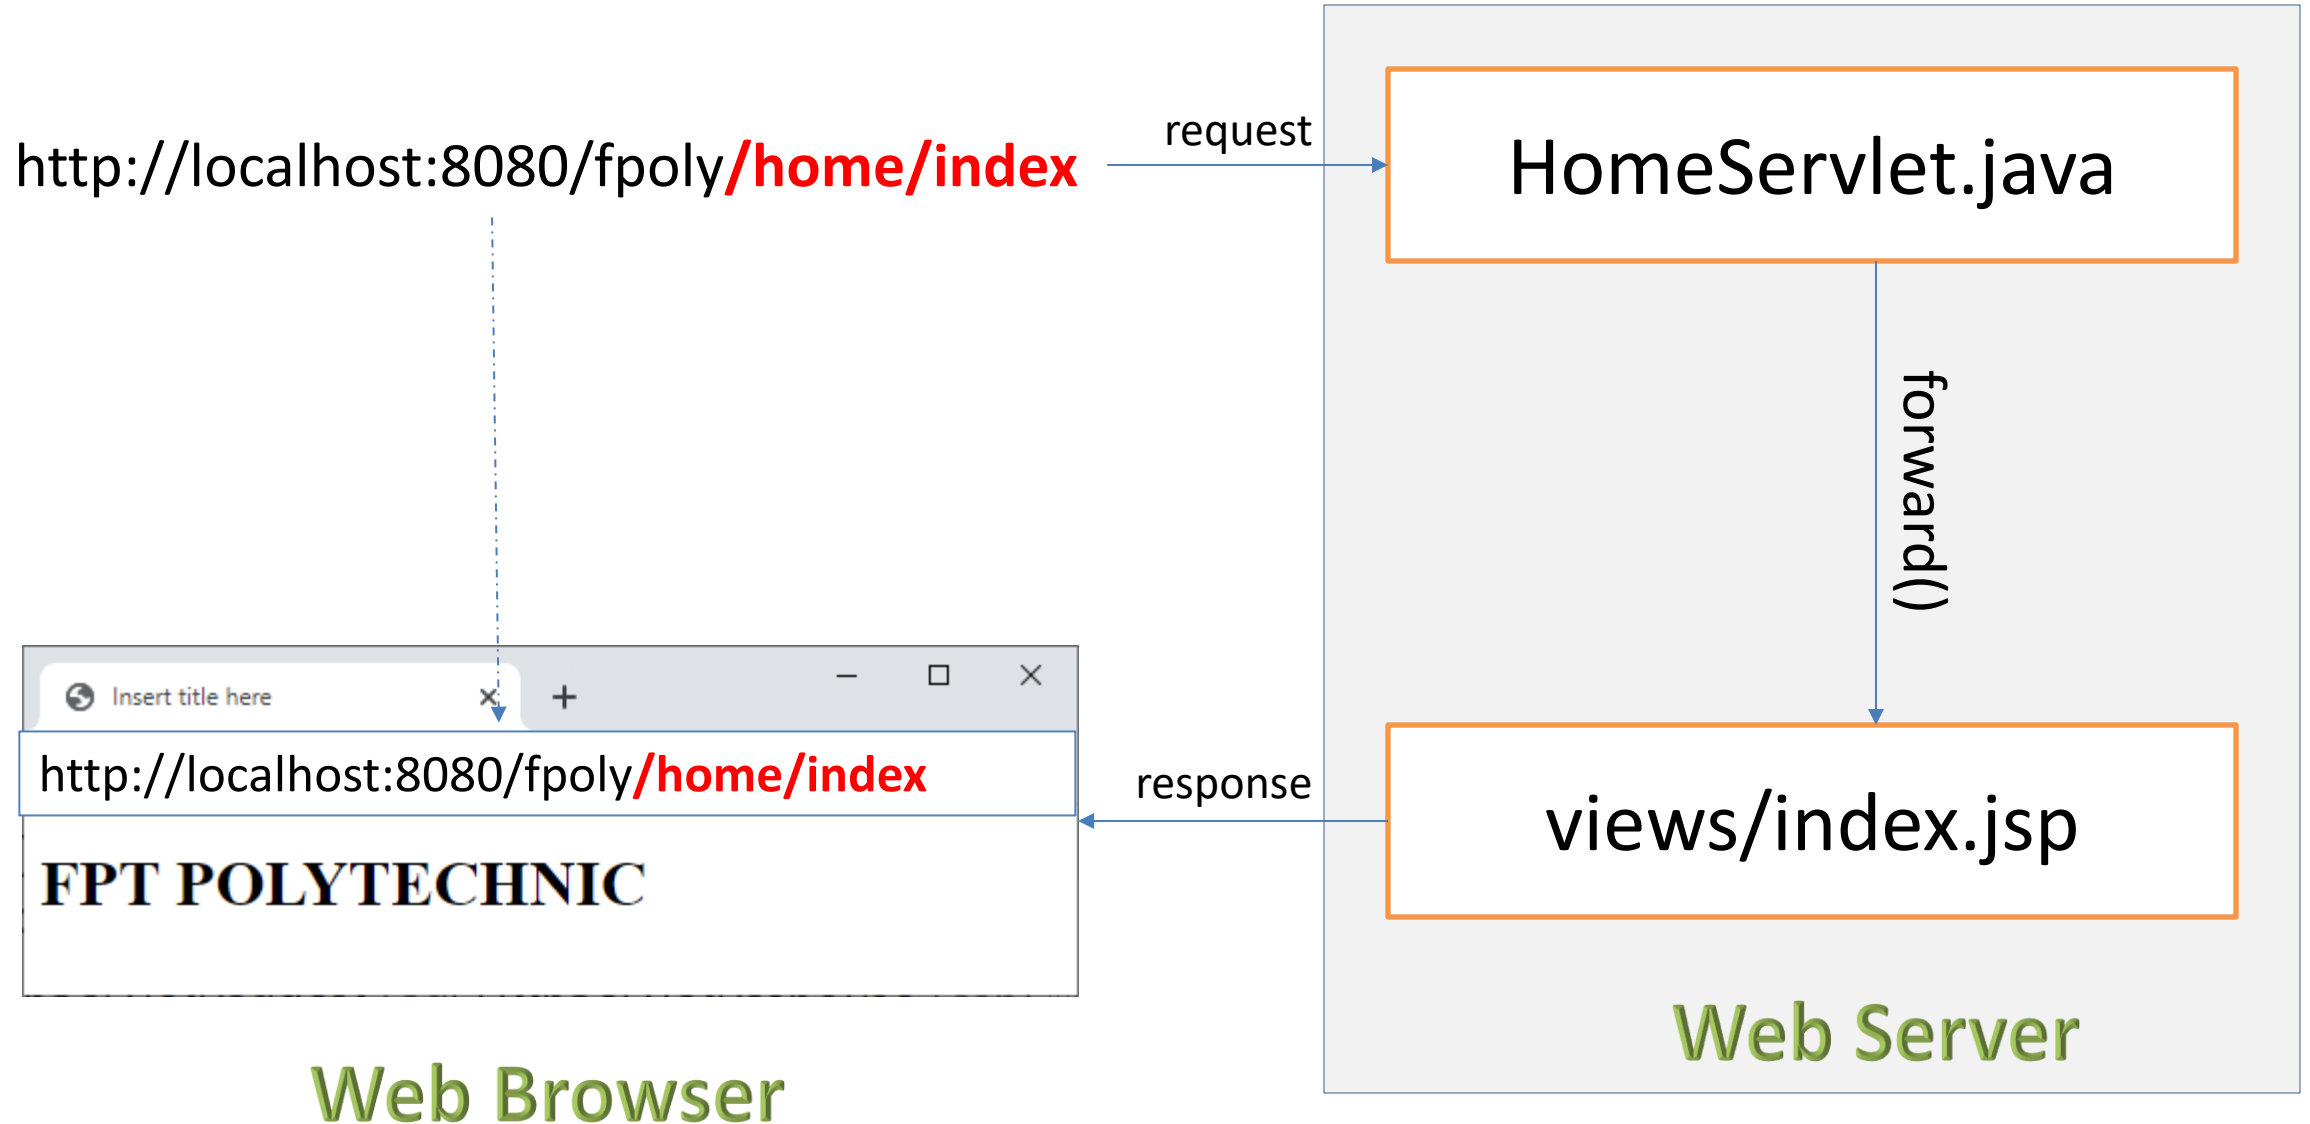 http://localhost:8080/fpoly/home/index
request
HomeServlet.java
forward()
Insert title here
http://localhost:8080/fpoly/home/index
response
views/index.jsp
FPT POLYTECHNIC
Web Server
Web Browser